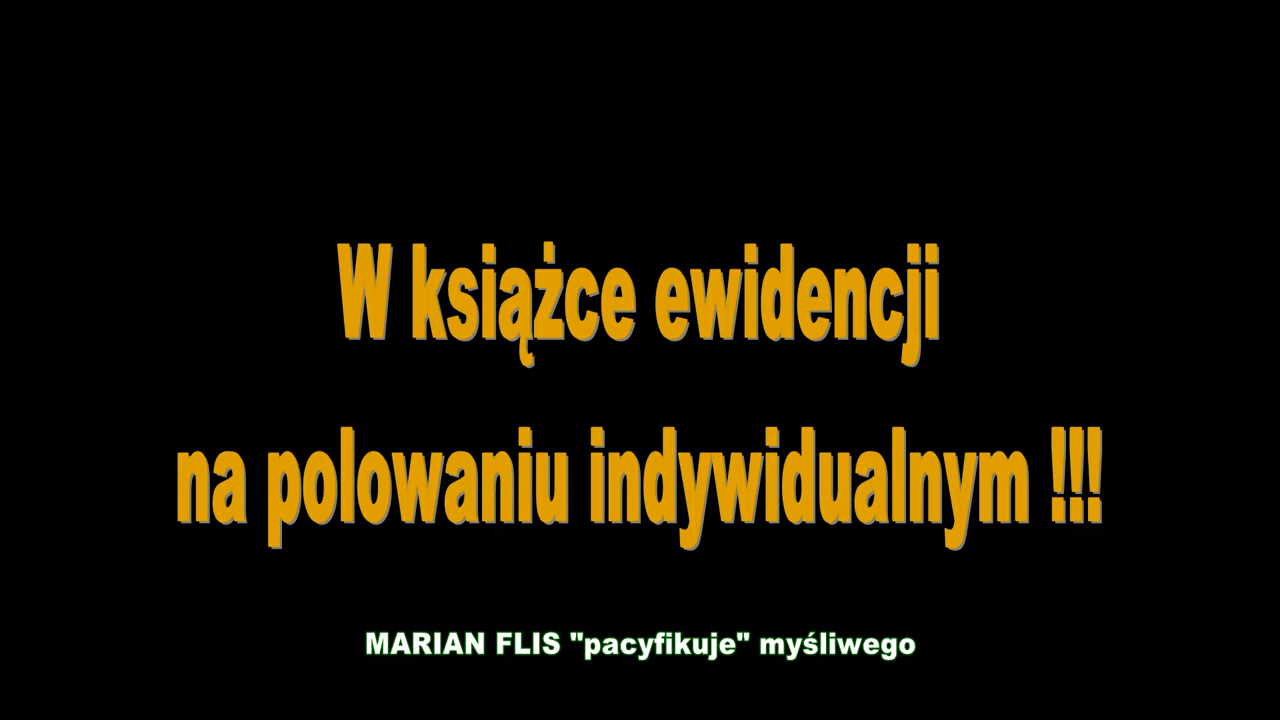 W książce ewidencji
na polowaniu indywidualnym !!!
MARIAN FLIS "pacyfikuje" myśliwego